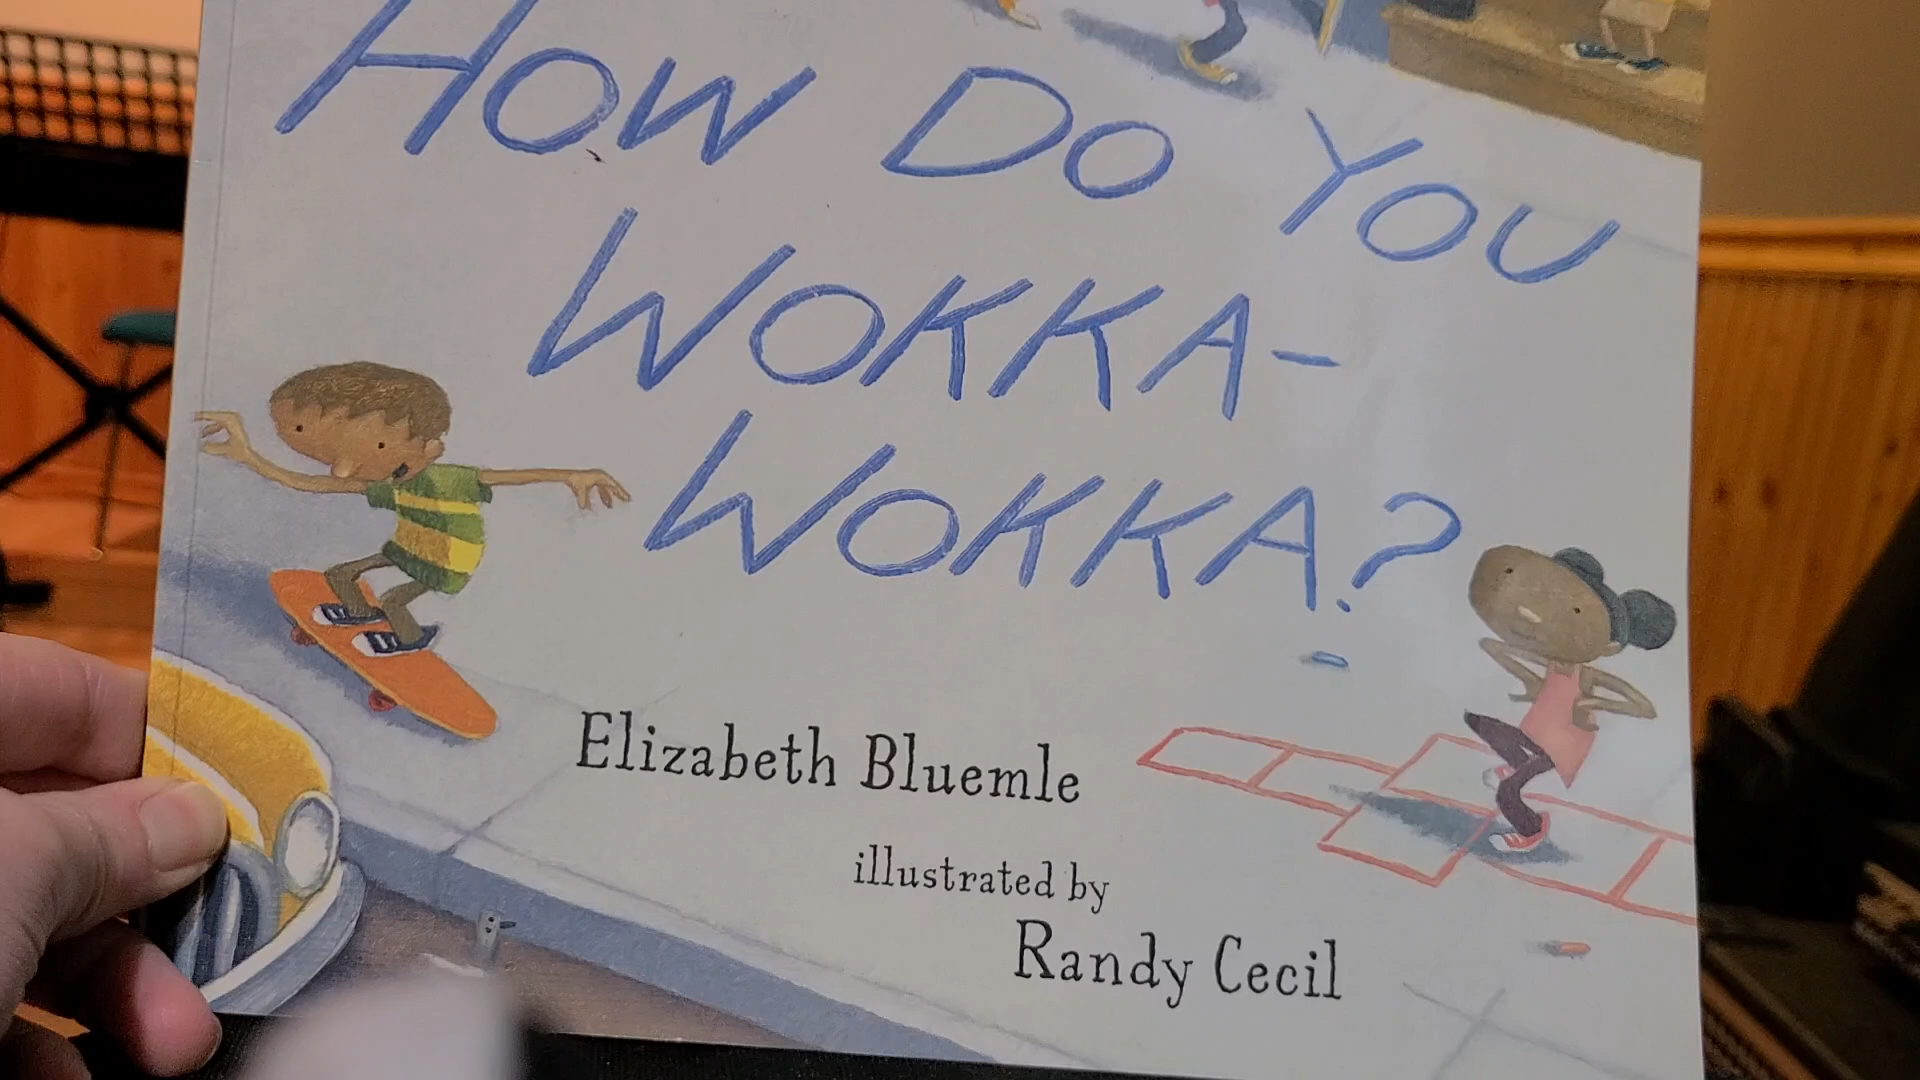 HOW DO YOU
WOKKA-
WOKKA?
Elizabeth Bluemle
illustrated by
Randy Cecil